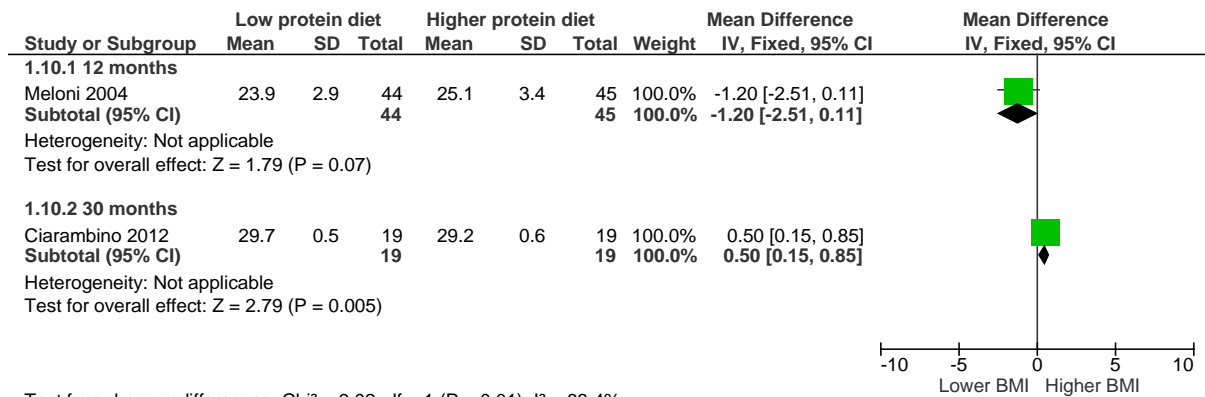 Low protein diet Higher protein diet Mean Difference Mean Difference
Study or Subgroup Mean SD Total Mean SD Total Weight IV, Fixed, 95% CI IV, Fixed, 95% CI
1.10.1 12 months
Meloni 2004 23.9 2.9 44 25.1 3.4 45 100.0% -1.20 [-2.51, 0.11]
Subtotal (95% CI) 44 45 100.0% -1.20 [-2.51, 0.11]
Heterogeneity: Not applicable
Test for overall effect: Z = 1.79 (P = 0.07)
1.10.2 30 months
Ciarambino 2012 29.7 0.5 19 29.2 0.6 19 100.0% 0.50 [0.15, 0.85]
Subtotal (95% CI) 19 19 100.0% 0.50 [0.15, 0.85]
Heterogeneity: Not applicable
Test for overall effect: Z = 2.79 (P = 0.005)
-10 -5 0 5 10
Lower BMI Higher BMI